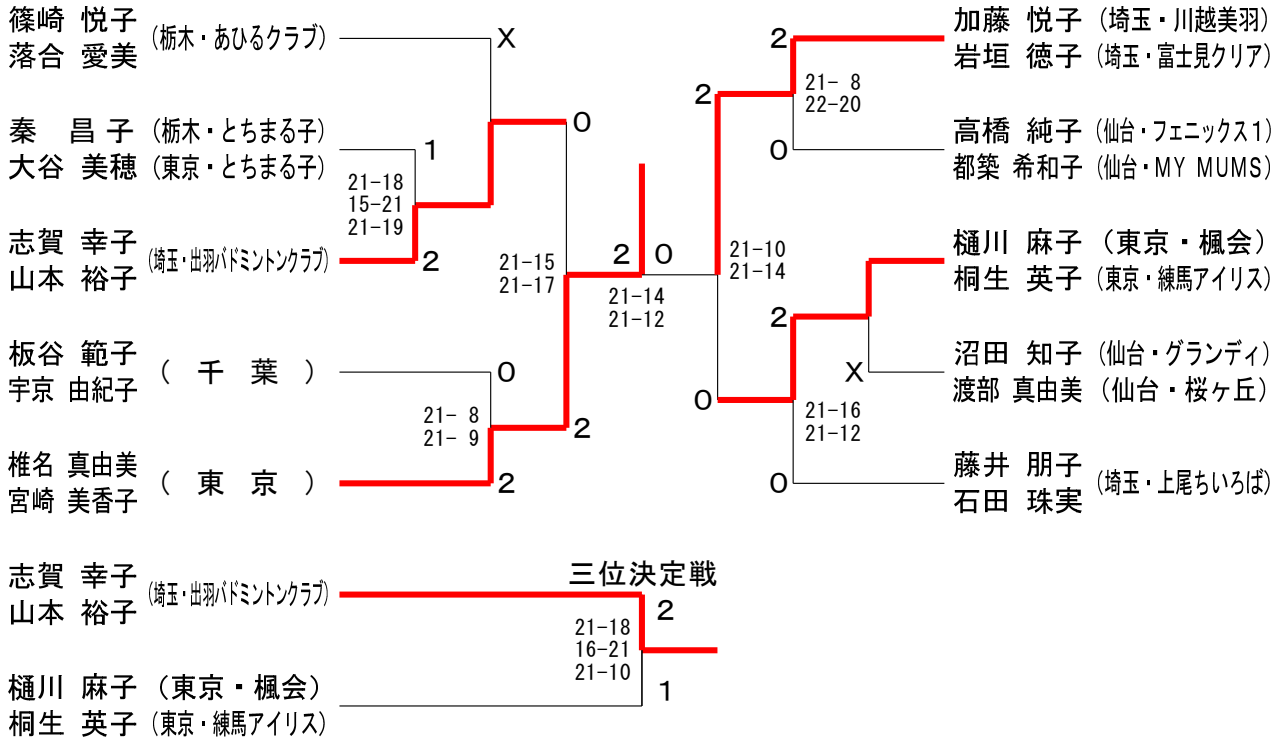 篠崎 悦子
落合 愛美
(栃木・あひるクラブ)
X
秦 昌子 (栃木・とちまる子)
大谷 美穂 (東京・とちまる子)
1
0
21-18
15-21
21-19
志賀 幸子
山本 裕子
(埼玉・出羽バドミントンクラブ)
2
21-15
21-17
板谷 範子
宇京 由紀子
( 千 葉 )
0
21- 8
21- 9
2
椎名 真由美
宮崎 美香子
( 東 京 )
2
2 0
21-14
21-12
加藤 悦子 (埼玉・川越美羽)
岩垣 徳子 (埼玉・富士見クリア)
2
21- 8
22-20
2
高橋 純子 (仙台・フェニックス1)
都築 希和子 (仙台・MY MUMS)
0
21-10
21-14
樋川 麻子 (東京・楓会)
桐生 英子 (東京・練馬アイリス)
2
沼田 知子 (仙台・グランディ)
渡部 真由美 (仙台・桜ヶ丘)
X
0
21-16
21-12
藤井 朋子
石田 珠実
(埼玉・上尾ちいろば)
0
三位決定戦
志賀 幸子
山本 裕子
(埼玉・出羽バドミントンクラブ)
2
21-18
16-21
21-10
樋川 麻子 (東京・楓会)
桐生 英子 (東京・練馬アイリス)
1